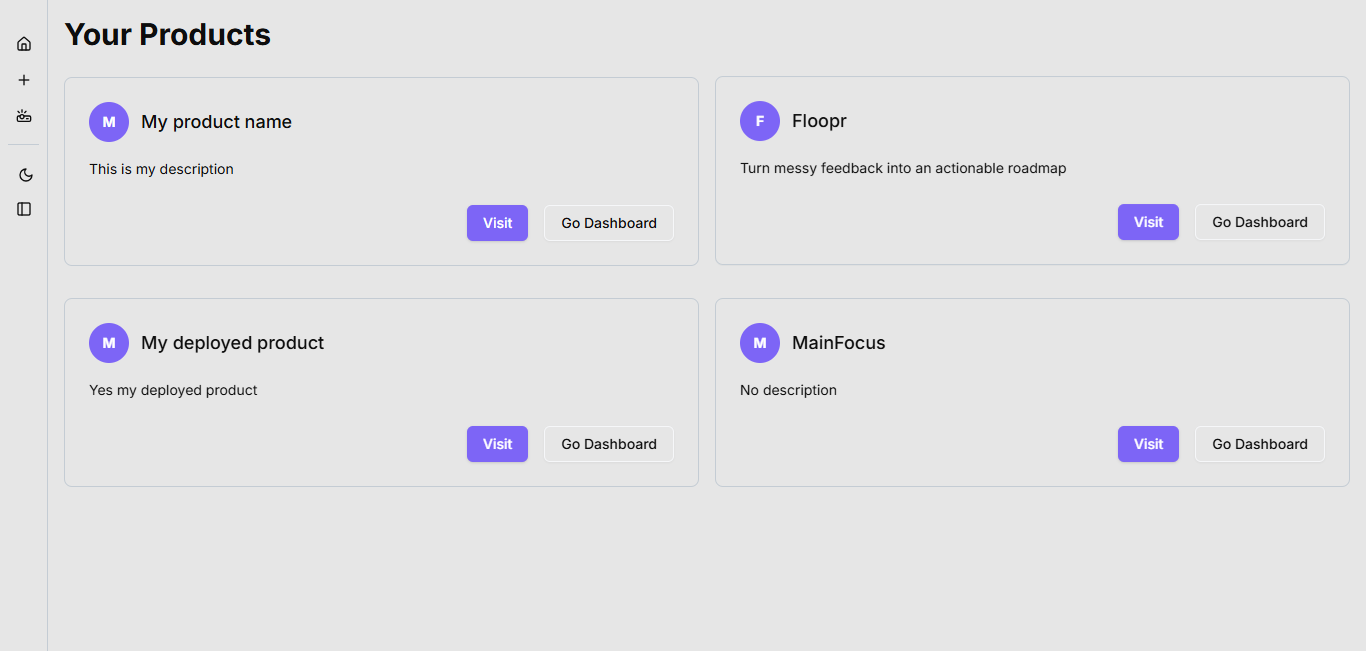 Your Products
M
My product name
This is my description
Visit
Go Dashboard
F
Floopr
Turn messy feedback into an actionable roadmap
Visit
Go Dashboard
M
My deployed product
Yes my deployed product
Visit
Go Dashboard
M
MainFocus
No description
Visit
Go Dashboard